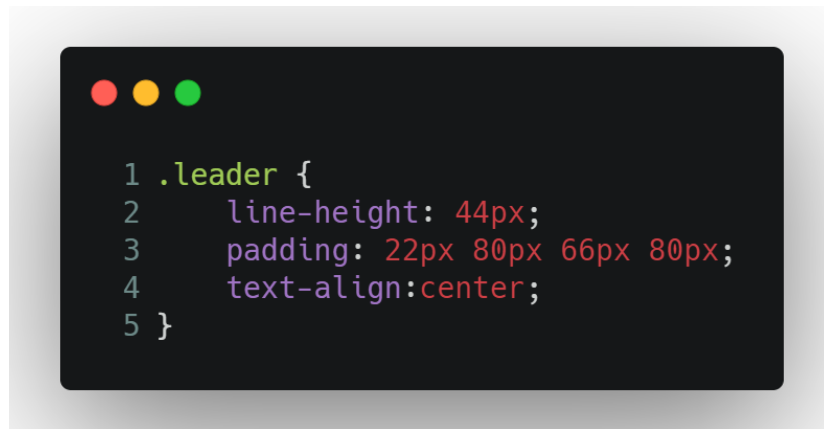 1 .leader {
2     line-height: 44px;
3     padding: 22px 80px 66px 80px;
4     text-align:center;
5 }